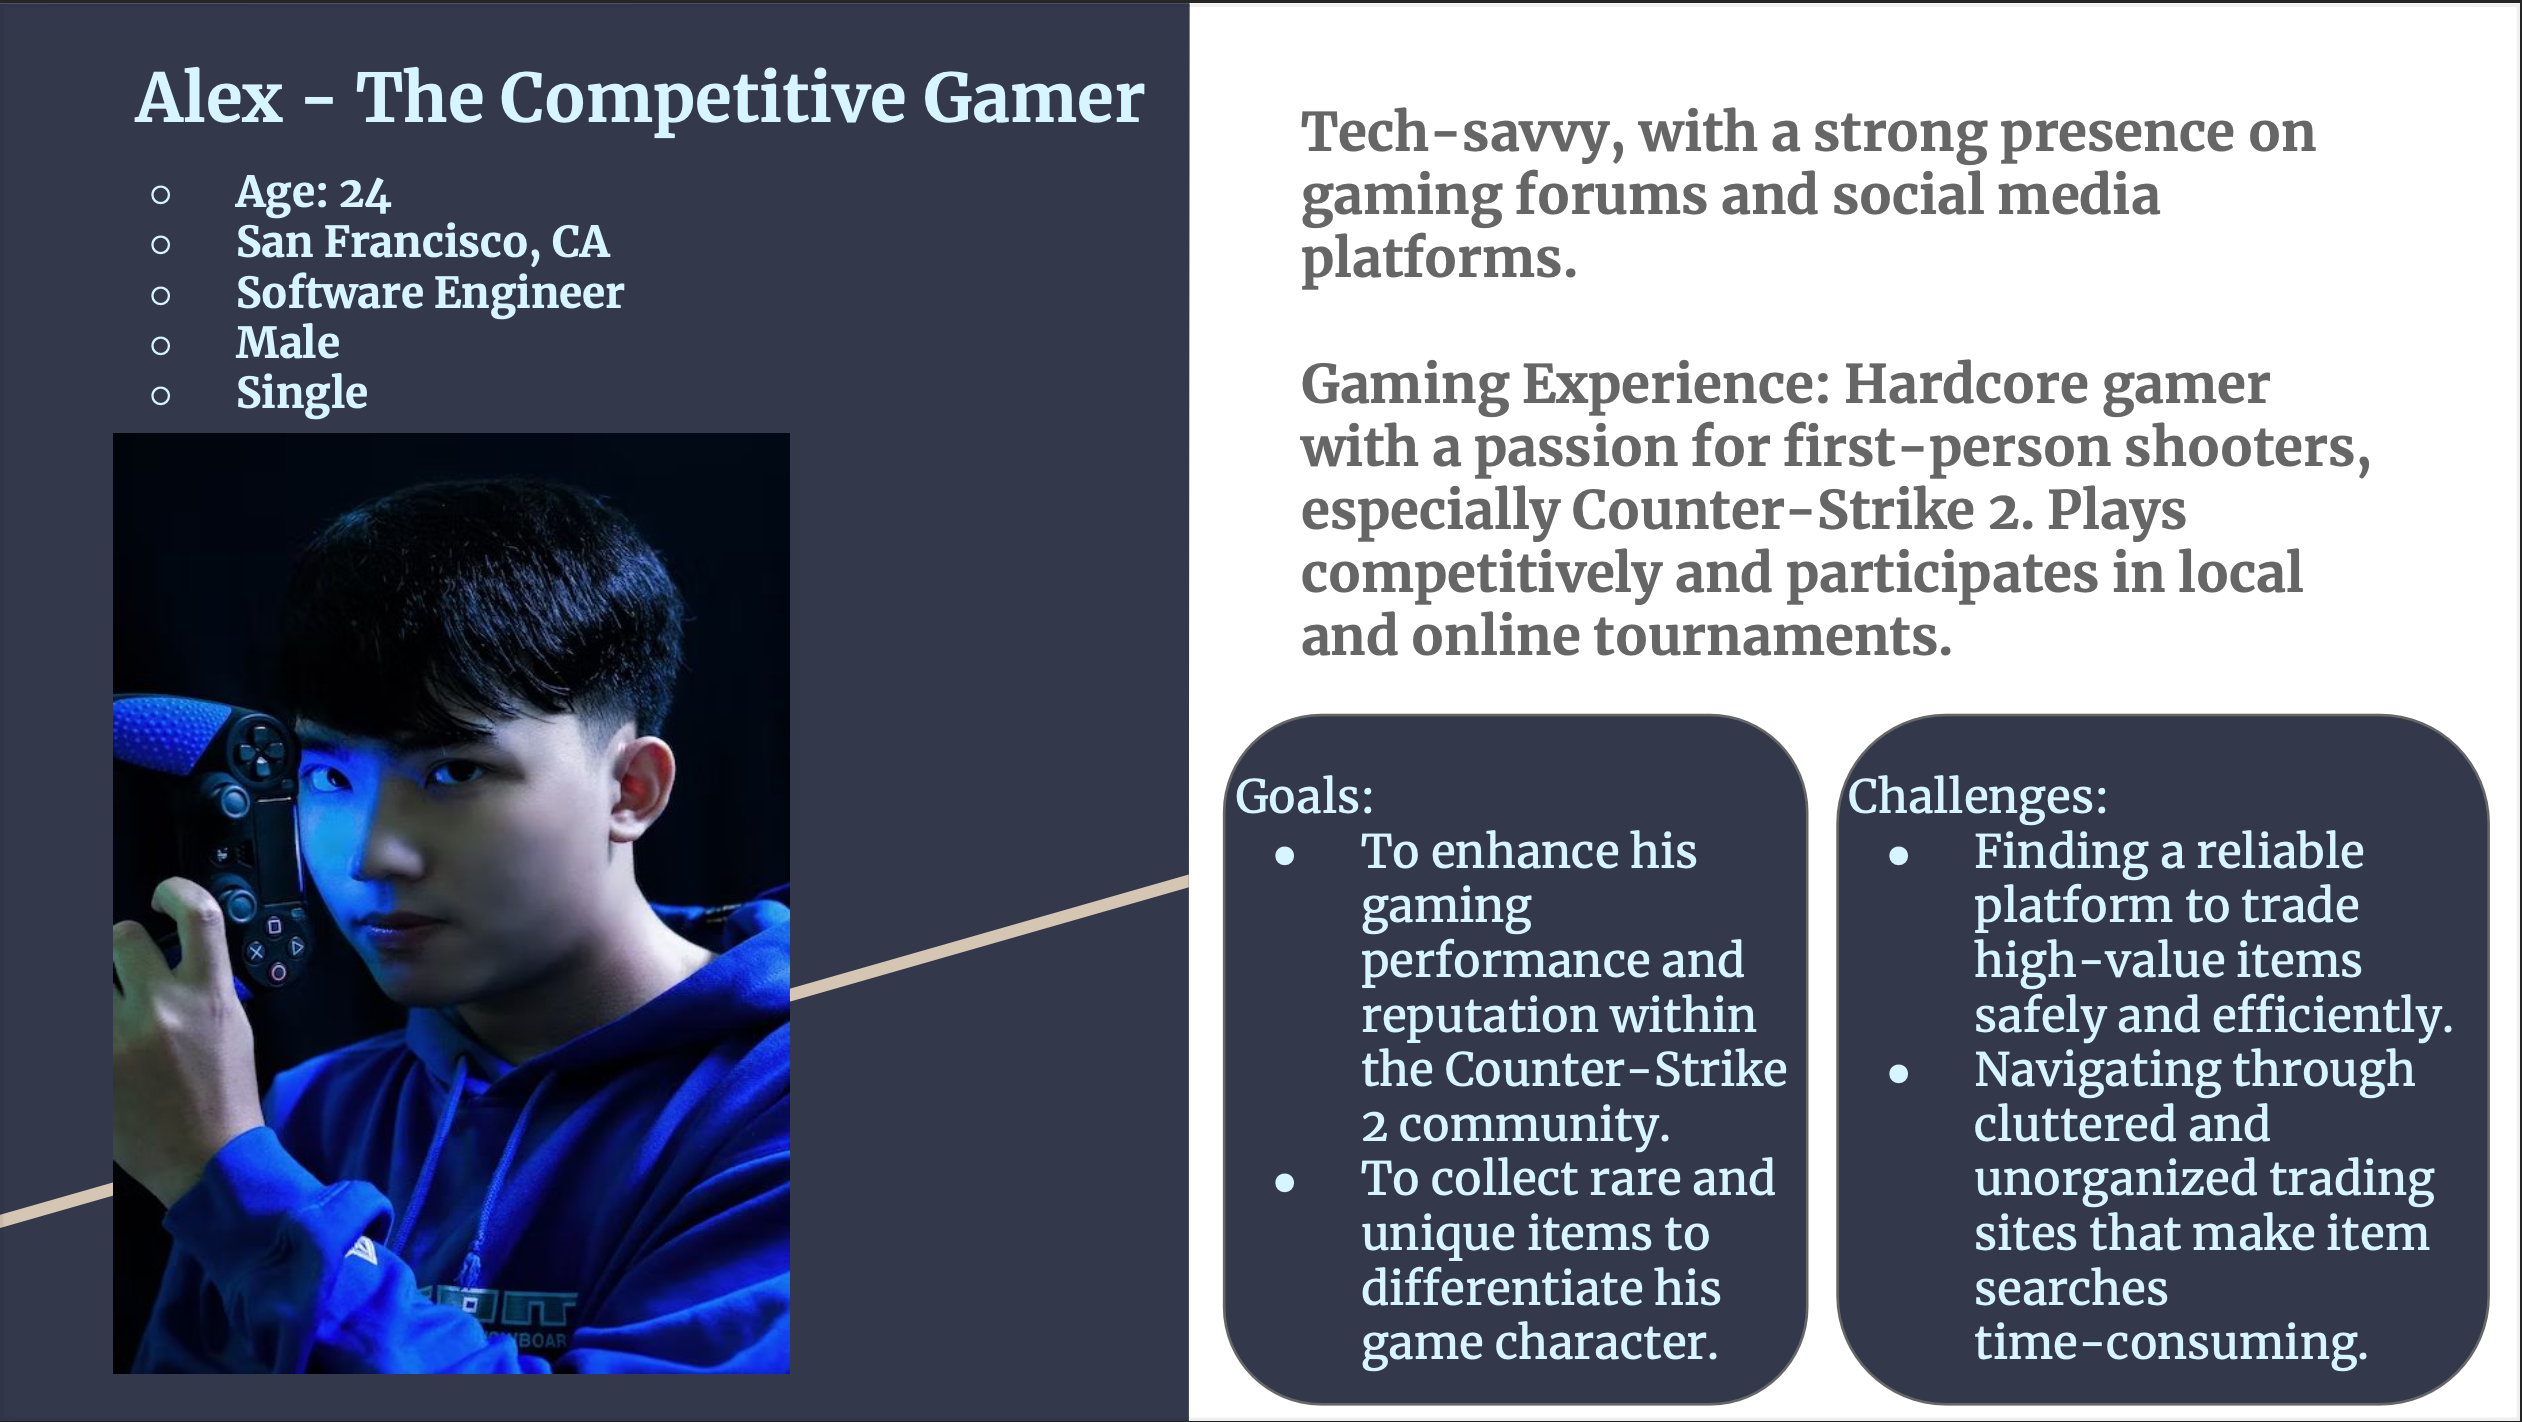 Alex - The Competitive Gamer
Age: 24
San Francisco, CA
Software Engineer
Male
Single
Tech-savvy, with a strong presence on
gaming forums and social media
platforms.
Gaming Experience: Hardcore gamer
with a passion for first-person shooters,
especially Counter-Strike 2. Plays
competitively and participates in local
and online tournaments.
Goals:
● To enhance his
gaming
performance and
reputation within
the Counter-Strike
2 community.
● To collect rare and
unique items to
differentiate his
game character.
Challenges:
● Finding a reliable
platform to trade
high-value items
safely and efficiently.
● Navigating through
cluttered and
unorganized trading
sites that make item
searches
time-consuming.